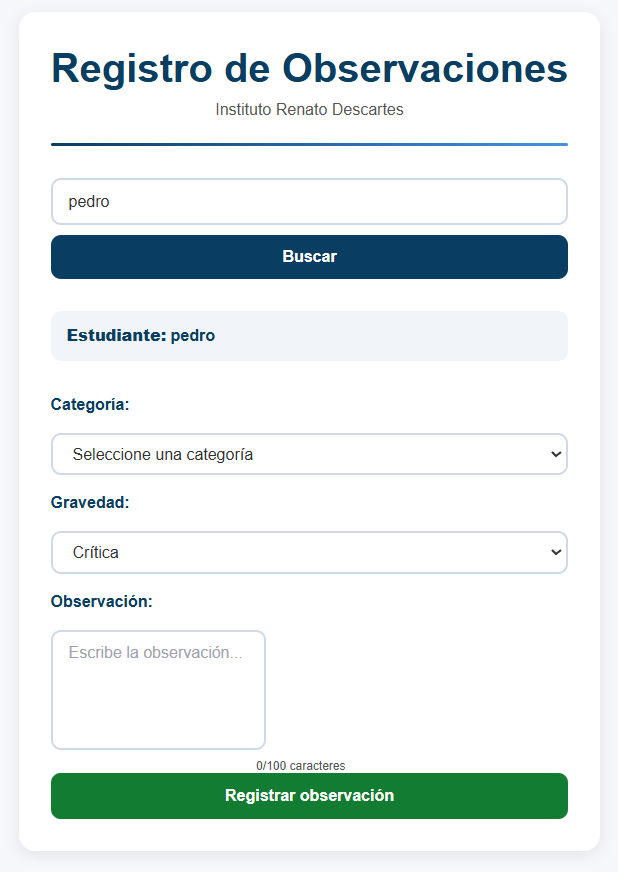 Registro de Observaciones
Instituto Renato Descartes
pedro
Buscar
Estudiante: pedro
Categoría:
Seleccione una categoría
Gravedad:
Crítica
Observación:
Escribe la observación...
0/100 caracteres
Registrar observación